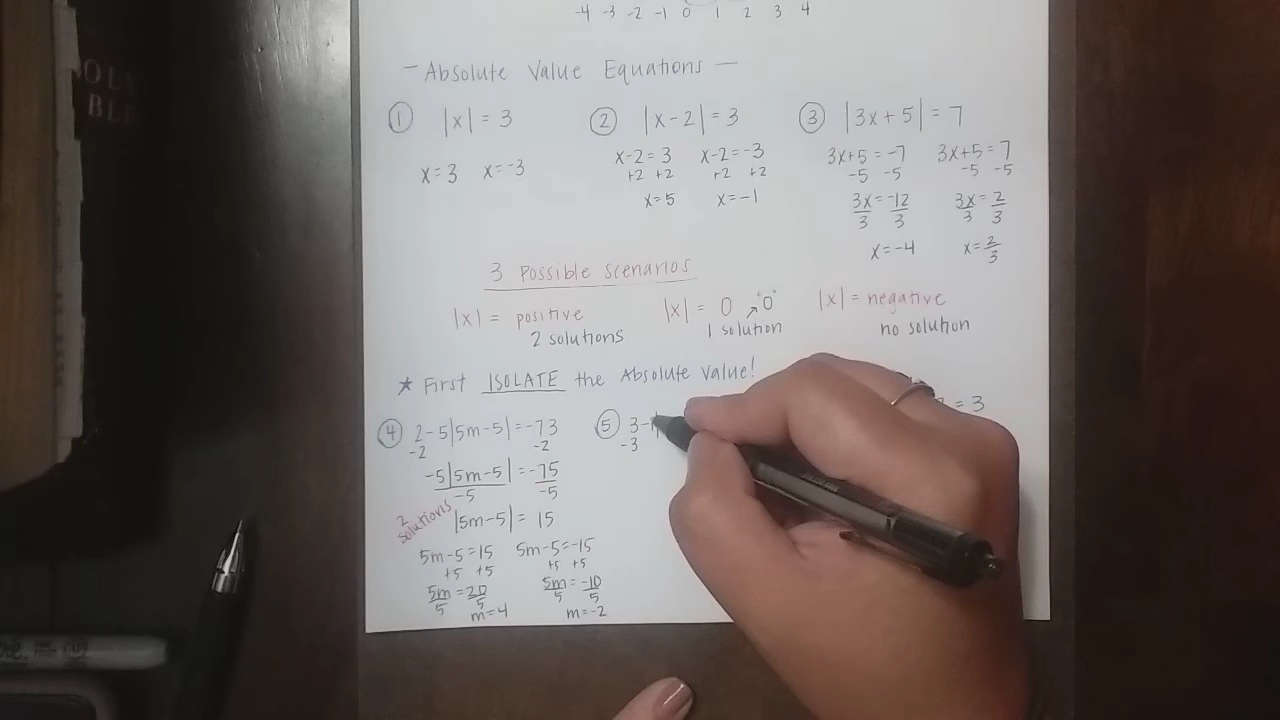 -4 -3 -2 -1 0 1 2 3 4
- Absolute Value Equations -
① |x| = 3
x=3 x=-3
② |x-2| = 3
x-2=3 x-2=-3
+2 +2 +2 +2
x=5 x=-1
③ |3x+5| = 7
3x+5=-7 3x+5=7
-5 -5 -5 -5
3x=-12 3x=2
3 3 3 3
x=-4 x=2/3
3 Possible Scenarios
|x| = positive
2 solutions
|x| = 0 "0"
1 solution
|x| = negative
no solution
★ First ISOLATE the Absolute Value!
④ 2-5|5m-5|=-73
-2 -2
-5|5m-5|=-75
-5 -5
2 solutions
|5m-5| = 15
5m-5=15 5m-5=-15
+5 +5 +5 +5
5m=20 5m=-10
5 5 5 5
m=4 m=-2
⑤ 3-
-3
= 3
OLY
BLE